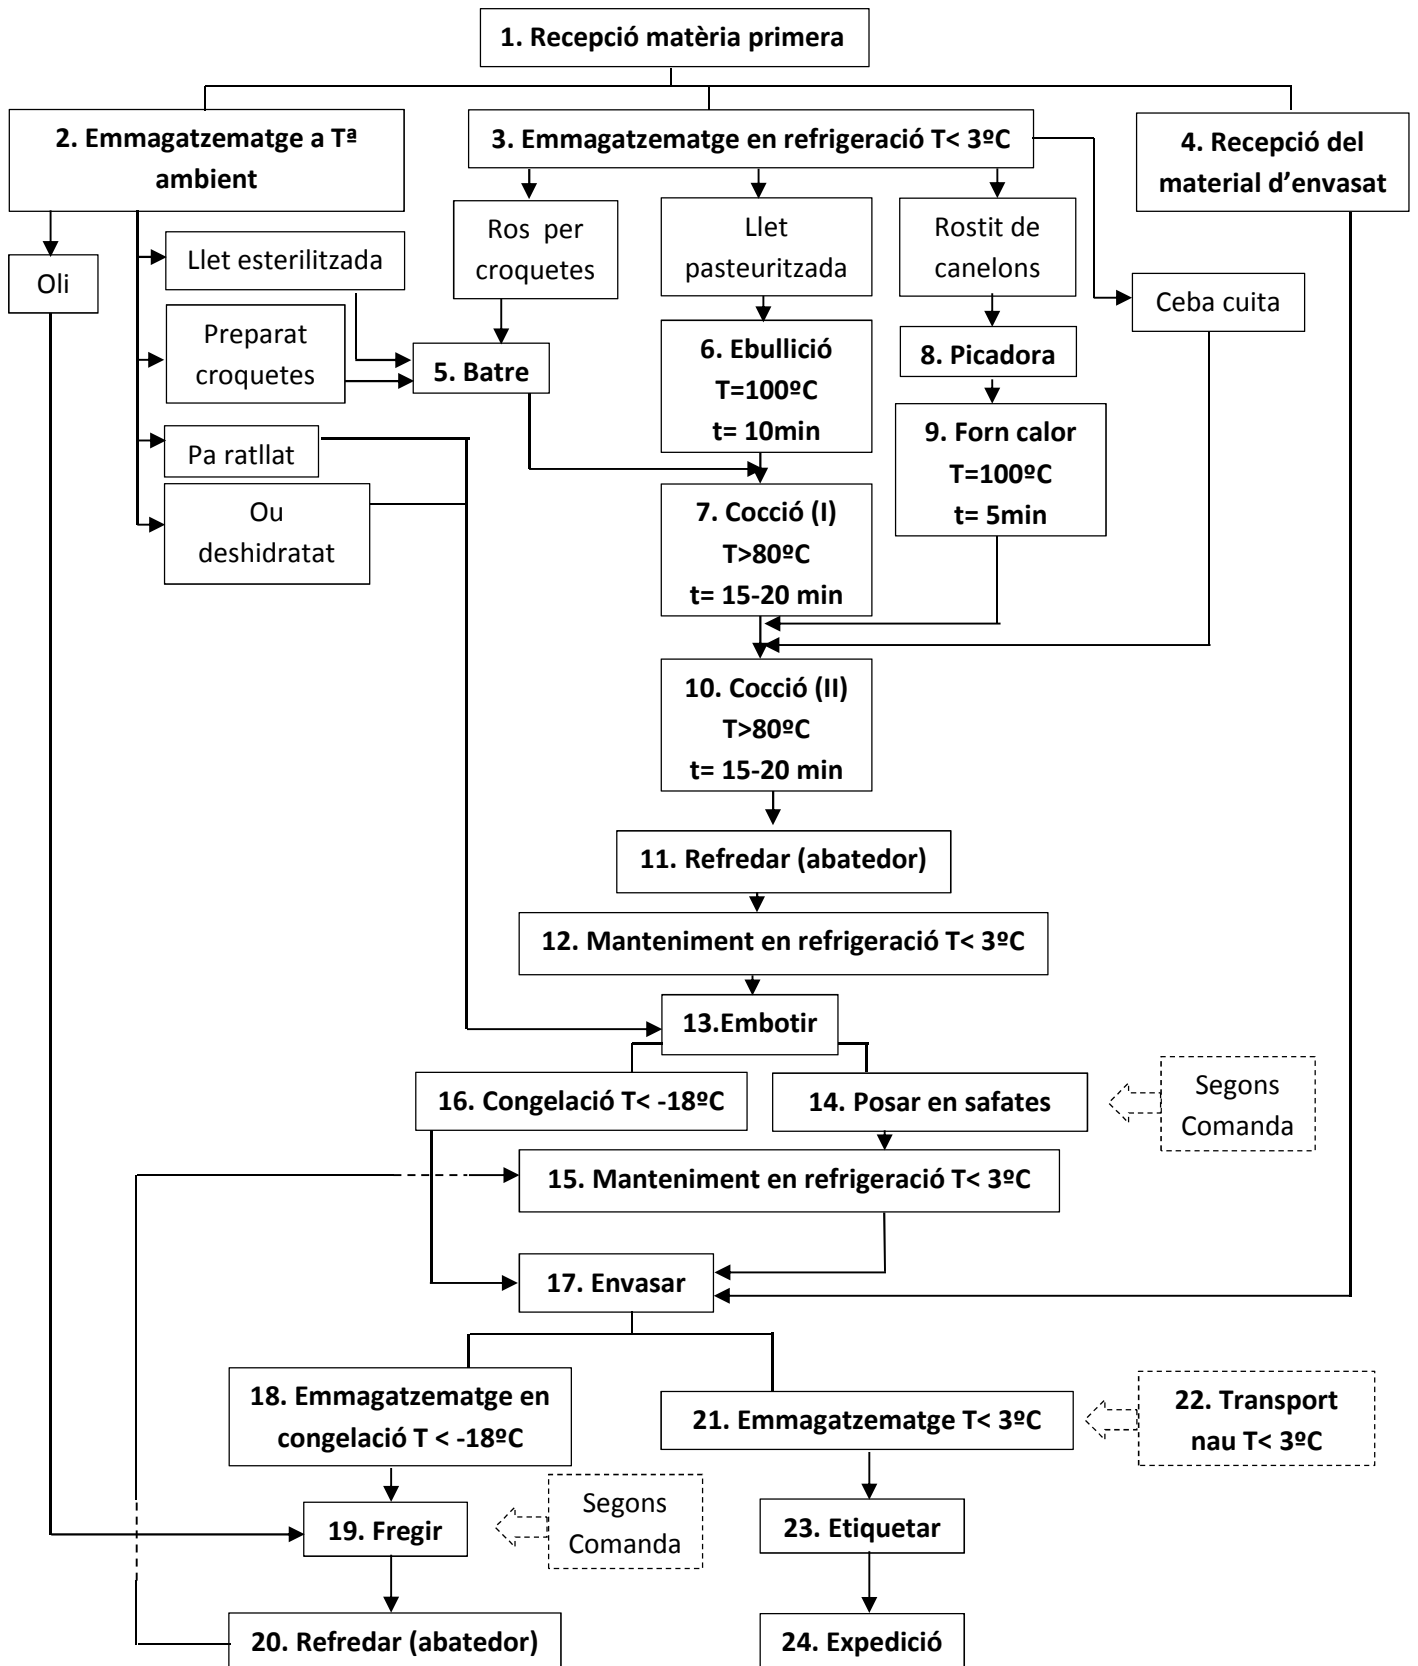 1. Recepció matèria primera
2. Emmagatzematge a Tª
ambient
3. Emmagatzematge en refrigeració T< 3ºC
4. Recepció del
material d’envasat
Oli
Llet esterilitzada
Ros per
croquetes
Llet
pasteuritzada
Rostit de
canelons
Ceba cuita
Preparat
croquetes
5. Batre
6. Ebullició
T=100ºC
t= 10min
8. Picadora
9. Forn calor
T=100ºC
t= 5min
Pa ratllat
Ou
deshidratat
7. Cocció (I)
T>80ºC
t= 15-20 min
10. Cocció (II)
T>80ºC
t= 15-20 min
11. Refredar (abatedor)
12. Manteniment en refrigeració T< 3ºC
13.Embotir
16. Congelació T< -18ºC
14. Posar en safates
Segons
Comanda
15. Manteniment en refrigeració T< 3ºC
17. Envasar
18. Emmagatzematge en
congelació T < -18ºC
21. Emmagatzematge T< 3ºC
22. Transport
nau T< 3ºC
19. Fregir
Segons
Comanda
23. Etiquetar
20. Refredar (abatedor)
24. Expedició